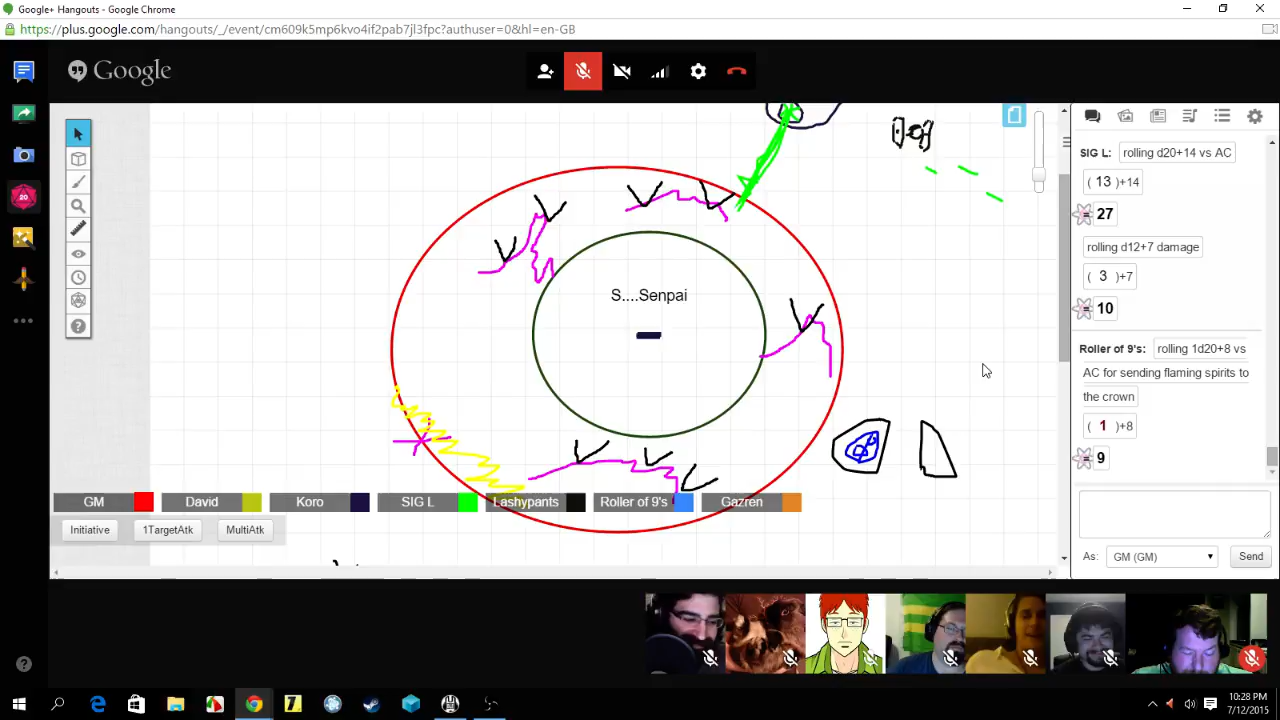 Google+ Hangouts - Google Chrome
https://plus.google.com/hangouts/_/event/cm609k5mp6kvo4if2pab7jl3fpc?authuser=0&hl=en-GB
Google
SIG L: rolling d20+14 vs AC
( 13 )+14
= 27
rolling d12+7 damage
( 3 )+7
= 10
Roller of 9's: rolling 1d20+8 vs
AC for sending flaming spirits to
the crown
( 1 )+8
= 9
S....Senpai
GM David Koro SIG L Lashypants Roller of 9's Gazren
Initiative 1TargetAtk MultiAtk
As: GM (GM) Send
10:28 PM
7/12/2015